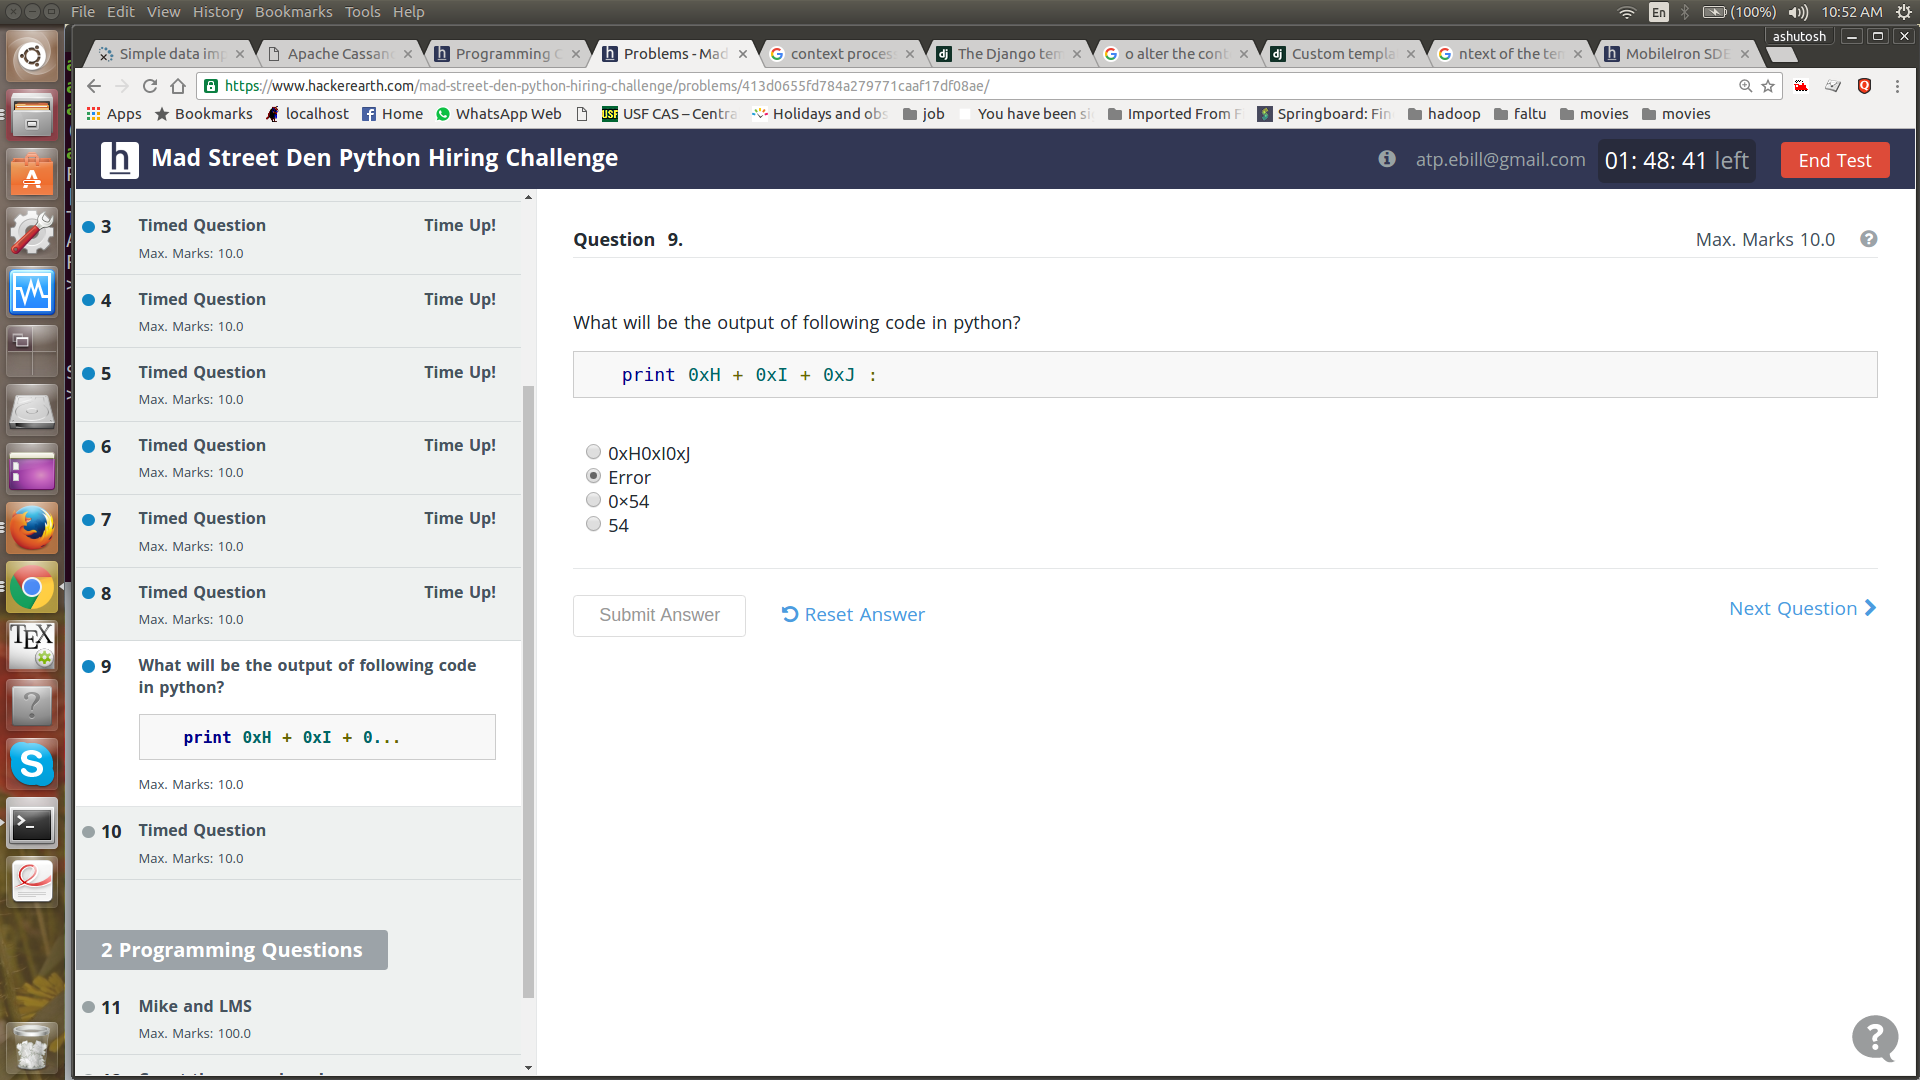 File Edit View History Bookmarks Tools Help
En (100%) 10:52 AM
ashutosh
Simple data imp
Apache Cassan
Programming C
Problems - Mad
context proces
The Django tem
o alter the cont
Custom templa
ntext of the ten
MobileIron SDE
https://www.hackerearth.com/mad-street-den-python-hiring-challenge/problems/413d0655fd784a279771caaf17df08ae/
Apps Bookmarks localhost Home WhatsApp Web USF CAS – Centra Holidays and obs job You have been si Imported From F Springboard: Fin hadoop faltu movies movies
h Mad Street Den Python Hiring Challenge
atp.ebill@gmail.com 01: 48: 41 left End Test
3 Timed Question Time Up!
Max. Marks: 10.0
4 Timed Question Time Up!
Max. Marks: 10.0
5 Timed Question Time Up!
Max. Marks: 10.0
6 Timed Question Time Up!
Max. Marks: 10.0
7 Timed Question Time Up!
Max. Marks: 10.0
8 Timed Question Time Up!
Max. Marks: 10.0
9 What will be the output of following code
in python?
print 0xH + 0xI + 0...
Max. Marks: 10.0
10 Timed Question
Max. Marks: 10.0
2 Programming Questions
11 Mike and LMS
Max. Marks: 100.0
Question 9.
Max. Marks 10.0
What will be the output of following code in python?
print 0xH + 0xI + 0xJ :
0xH0xI0xJ
Error
0×54
54
Submit Answer
Reset Answer
Next Question